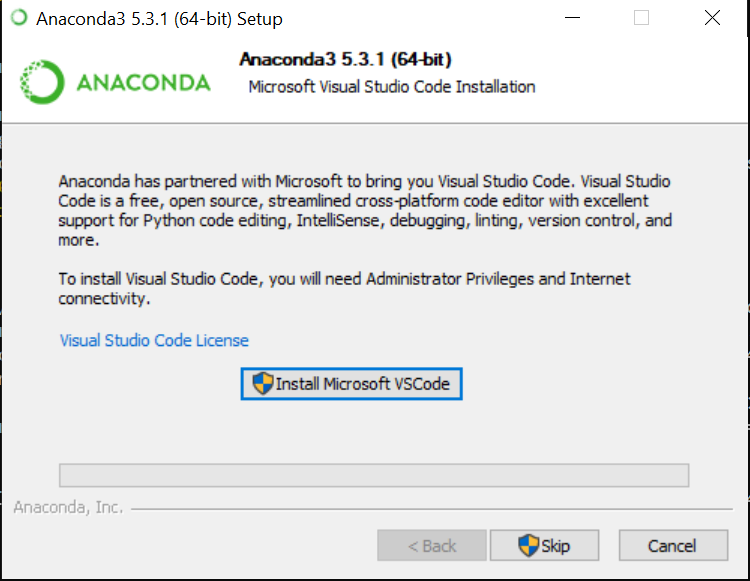 Anaconda3 5.3.1 (64-bit) Setup
ANACONDA
Anaconda3 5.3.1 (64-bit)
Microsoft Visual Studio Code Installation
Anaconda has partnered with Microsoft to bring you Visual Studio Code. Visual Studio
Code is a free, open source, streamlined cross-platform code editor with excellent
support for Python code editing, IntelliSense, debugging, linting, version control, and
more.
To install Visual Studio Code, you will need Administrator Privileges and Internet
connectivity.
Visual Studio Code License
Install Microsoft VSCode
Anaconda, Inc.
< Back Skip Cancel